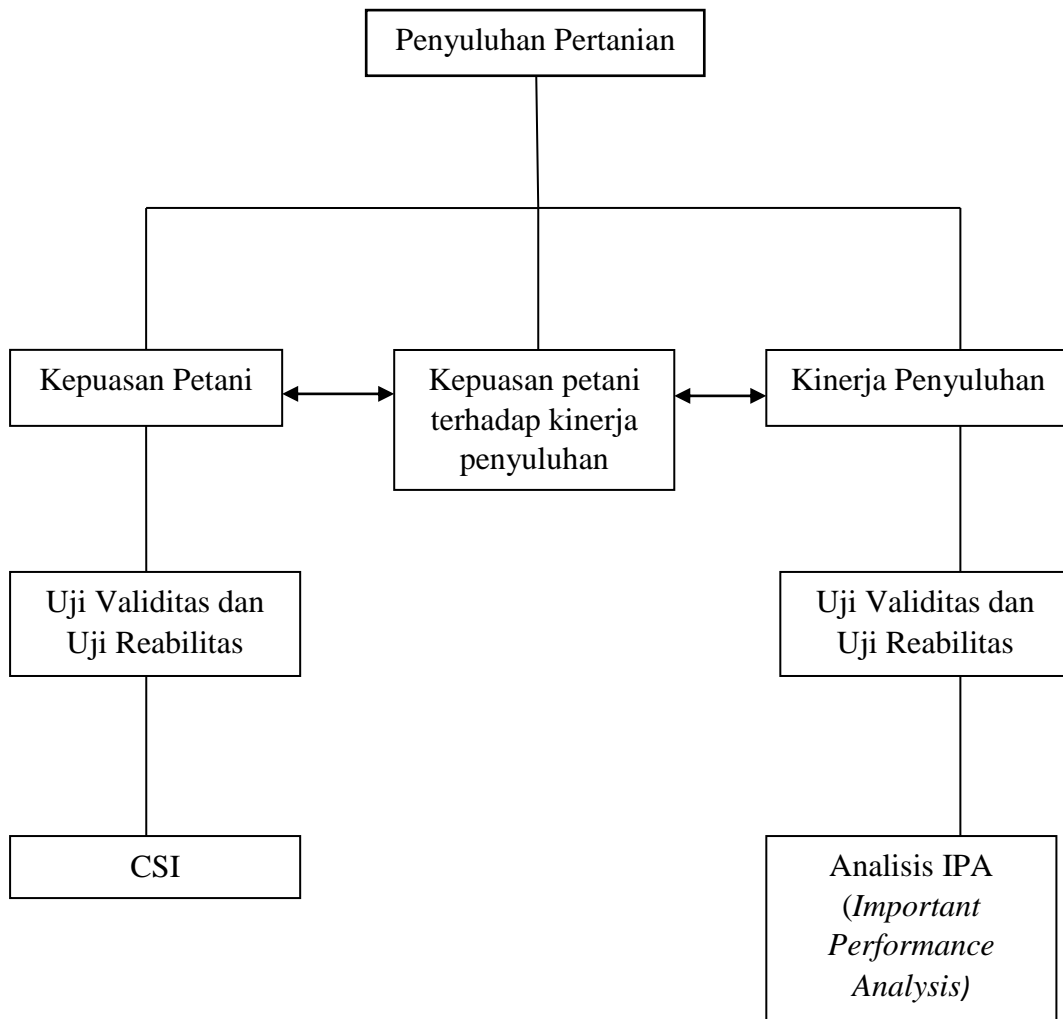 Penyuluhan Pertanian
Kepuasan Petani
Kepuasan petani
terhadap kinerja
penyuluhan
Kinerja Penyuluhan
Uji Validitas dan
Uji Reabilitas
Uji Validitas dan
Uji Reabilitas
CSI
Analisis IPA
(Important
Performance
Analysis)